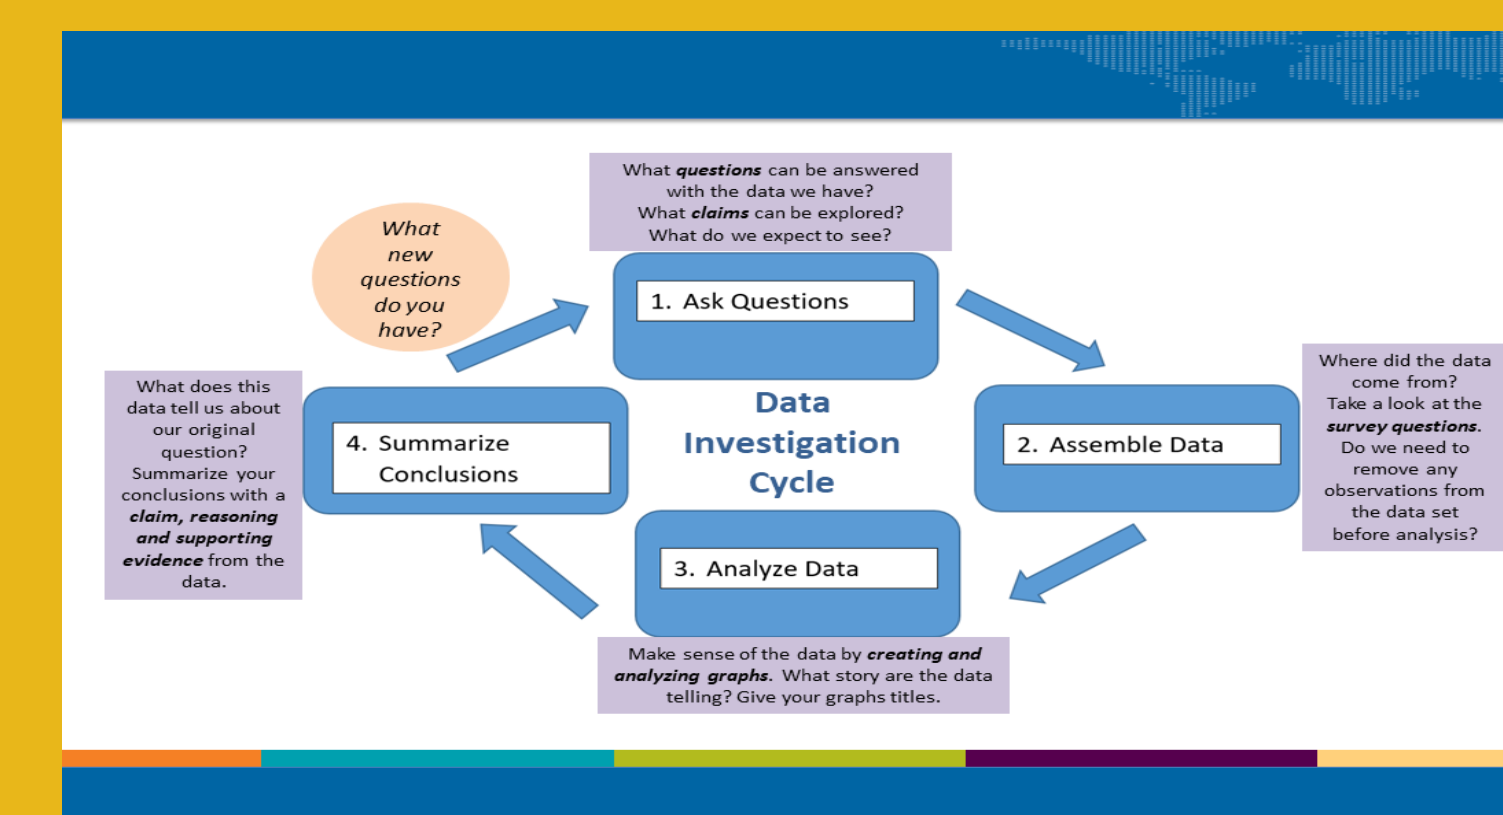 What questions can be answered
with the data we have?
What claims can be explored?
What do we expect to see?
1. Ask Questions
What
new
questions
do you
have?
Where did the data
come from?
Take a look at the
survey questions.
Do we need to
remove any
observations from
the data set
before analysis?
2. Assemble Data
Data
Investigation
Cycle
What does this
data tell us about
our original
question?
Summarize your
conclusions with a
claim, reasoning
and supporting
evidence from the
data.
4. Summarize
Conclusions
3. Analyze Data
Make sense of the data by creating and
analyzing graphs. What story are the data
telling? Give your graphs titles.